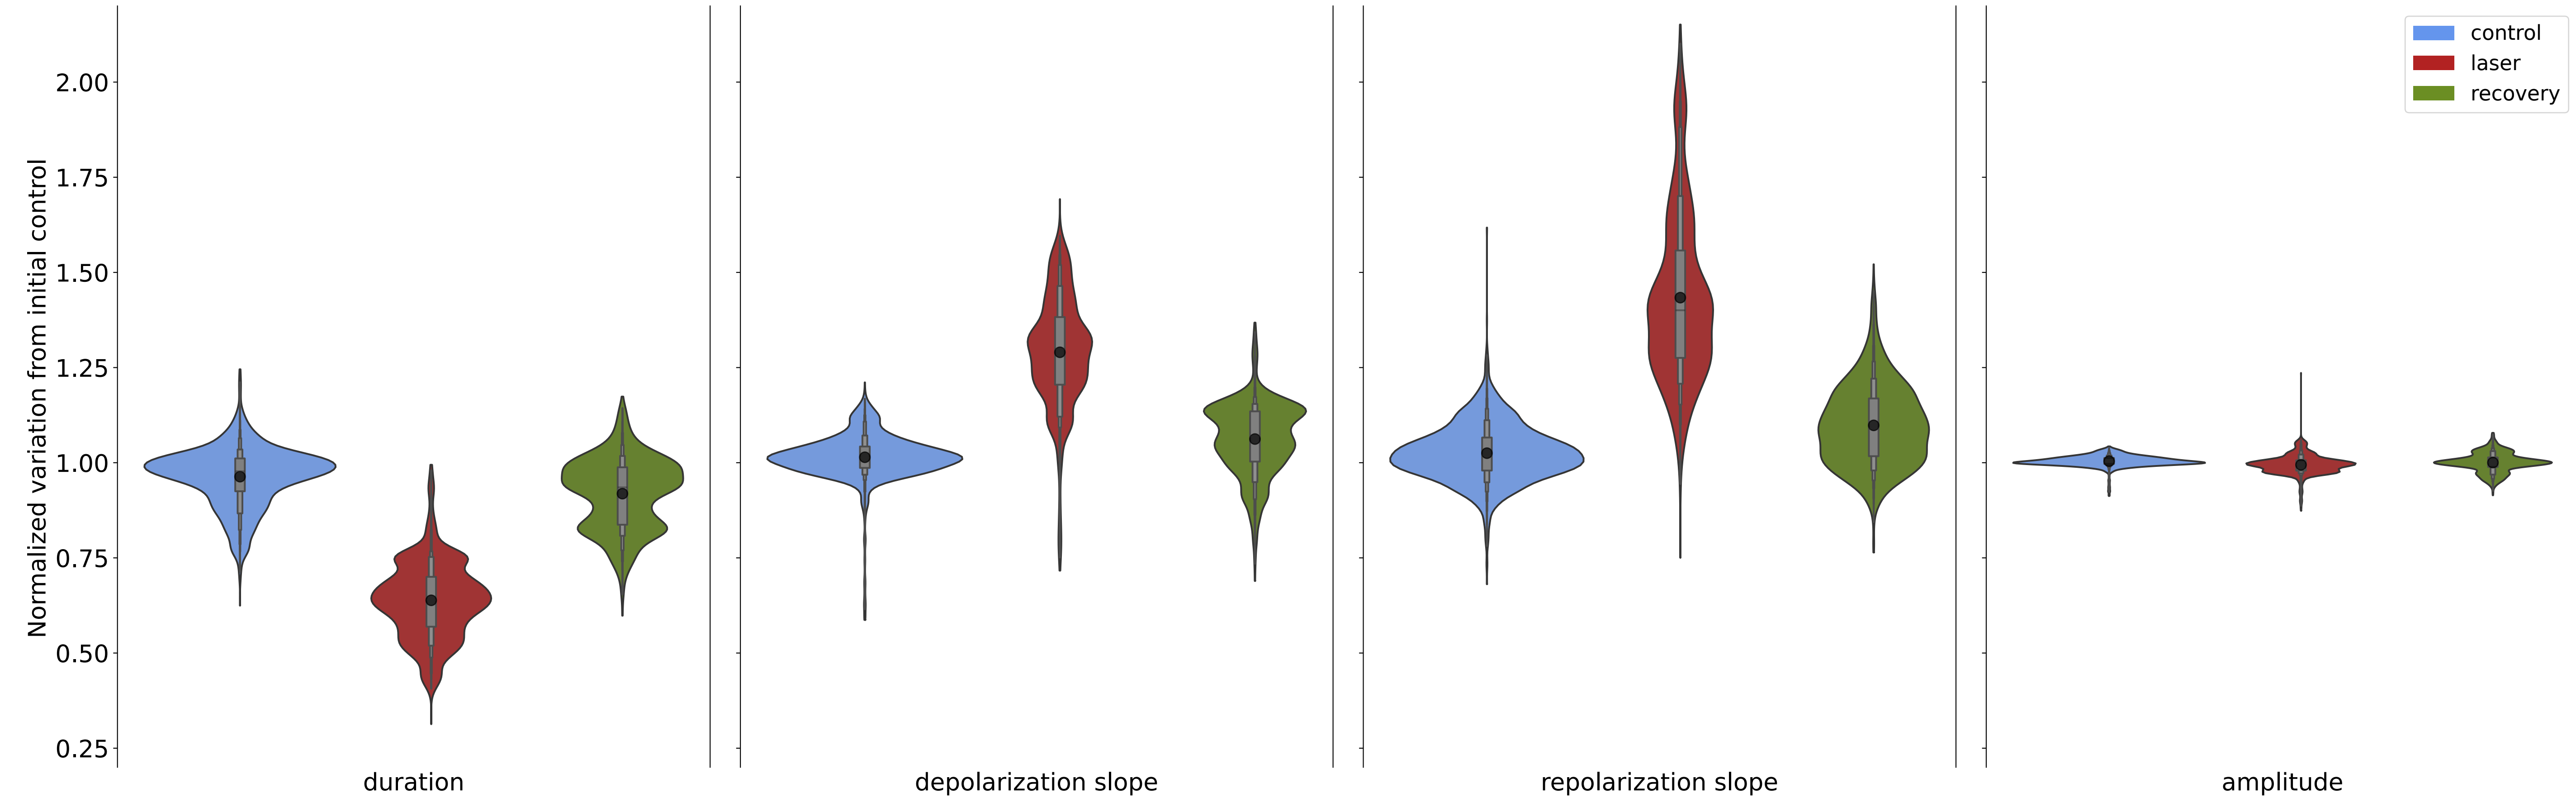 Normalized variation from initial control
2.00
1.75
1.50
1.25
1.00
0.75
0.50
0.25
duration
depolarization slope
repolarization slope
amplitude
control
laser
recovery